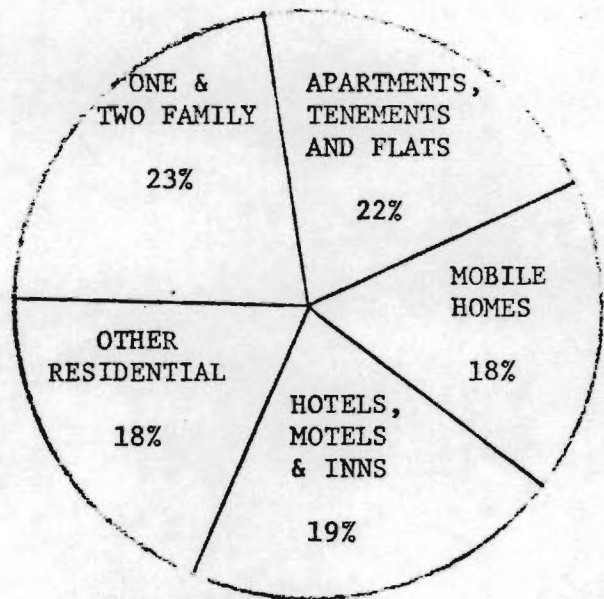 ONE &
TWO FAMILY
23%
APARTMENTS,
TENEMENTS
AND FLATS
22%
MOBILE
HOMES
18%
HOTELS,
MOTELS
& INNS
19%
OTHER
RESIDENTIAL
18%